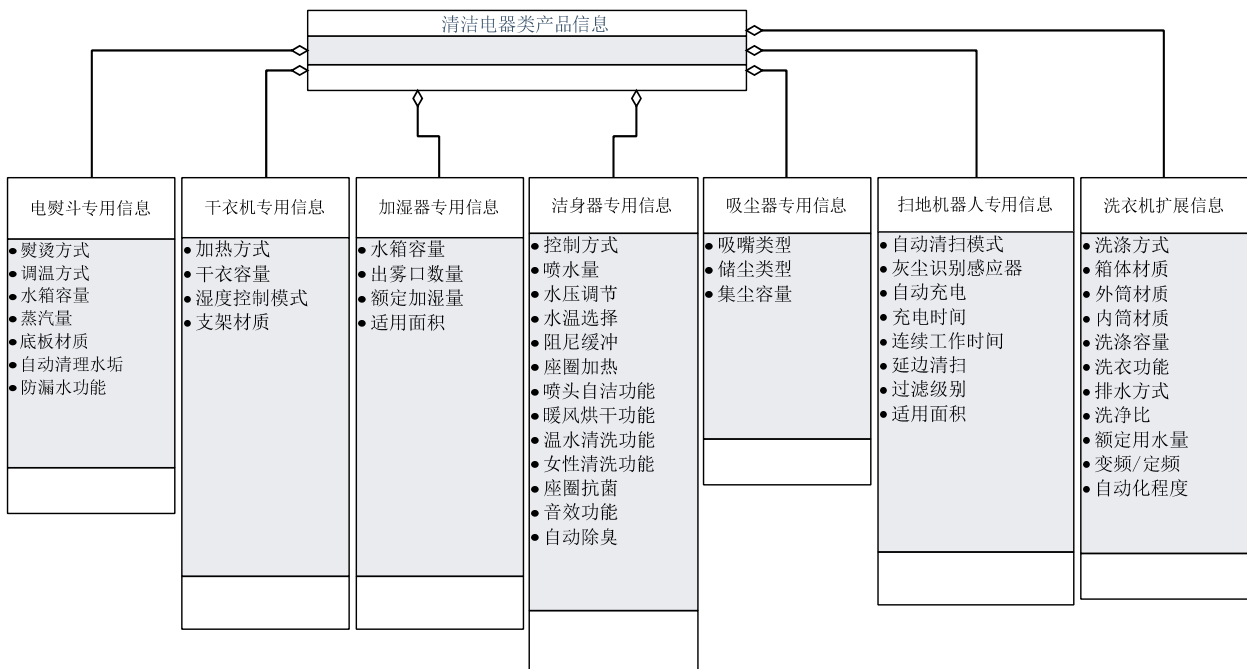 清洁电器类产品信息
电熨斗专用信息
熨烫方式
调温方式
水箱容量
蒸汽量
底板材质
自动清理水垢
防漏水功能
干衣机专用信息
加热方式
干衣容量
湿度控制模式
支架材质
加湿器专用信息
水箱容量
出雾口数量
额定加湿量
适用面积
洁身器专用信息
控制方式
喷水量
水压调节
水温选择
阻尼缓冲
座圈加热
喷头自洁功能
暖风烘干功能
温水清洗功能
女性清洗功能
座圈抗菌
音效功能
自动除臭
吸尘器专用信息
吸嘴类型
储尘类型
集尘容量
扫地机器人专用信息
自动清扫模式
灰尘识别感应器
自动充电
充电时间
连续工作时间
延边清扫
过滤级别
适用面积
洗衣机扩展信息
洗涤方式
箱体材质
外筒材质
内筒材质
洗涤容量
洗衣功能
排水方式
洗净比
额定用水量
变频/定频
自动化程度